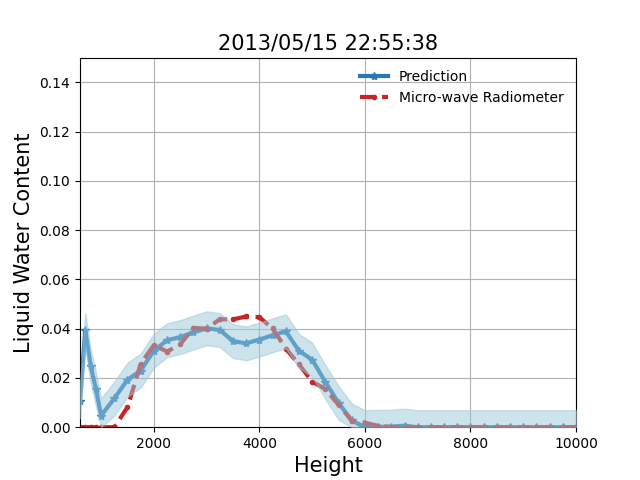 2013/05/15 22:55:38
Prediction
Micro-wave Radiometer
Liquid Water Content
0.14
0.12
0.10
0.08
0.06
0.04
0.02
0.00
2000 4000 6000 8000 10000
Height